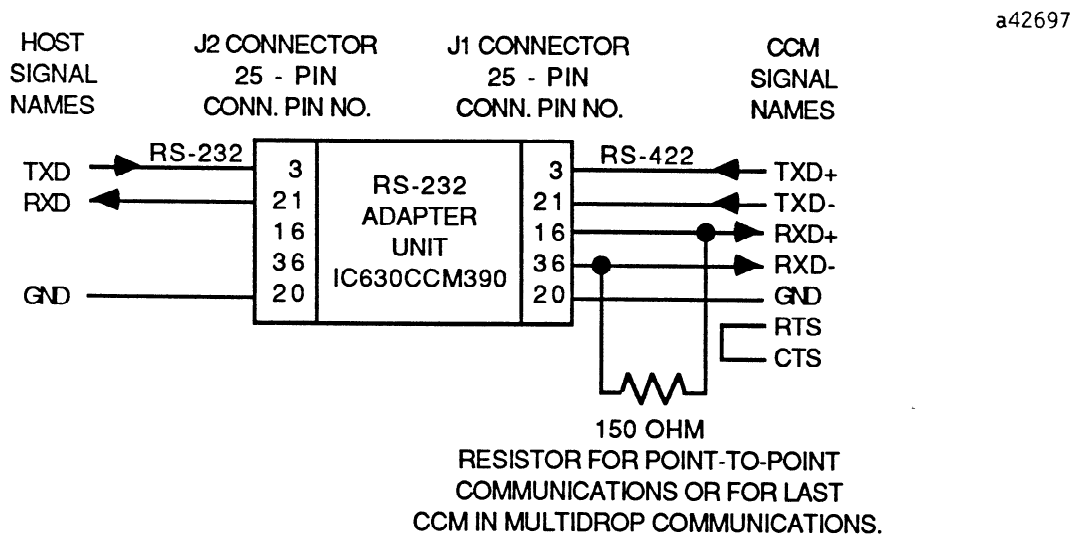 a42697
HOST
SIGNAL
NAMES
J2 CONNECTOR
25 - PIN
CONN. PIN NO.
J1 CONNECTOR
25 - PIN
CONN. PIN NO.
CCM
SIGNAL
NAMES
TXD
RXD
GND
RS-232
3
21
16
36
20
RS-232
ADAPTER
UNIT
IC630CCM390
3
21
16
36
20
RS-422
TXD+
TXD-
RXD+
RXD-
GND
RTS
CTS
150 OHM
RESISTOR FOR POINT-TO-POINT
COMMUNICATIONS OR FOR LAST
CCM IN MULTIDROP COMMUNICATIONS.